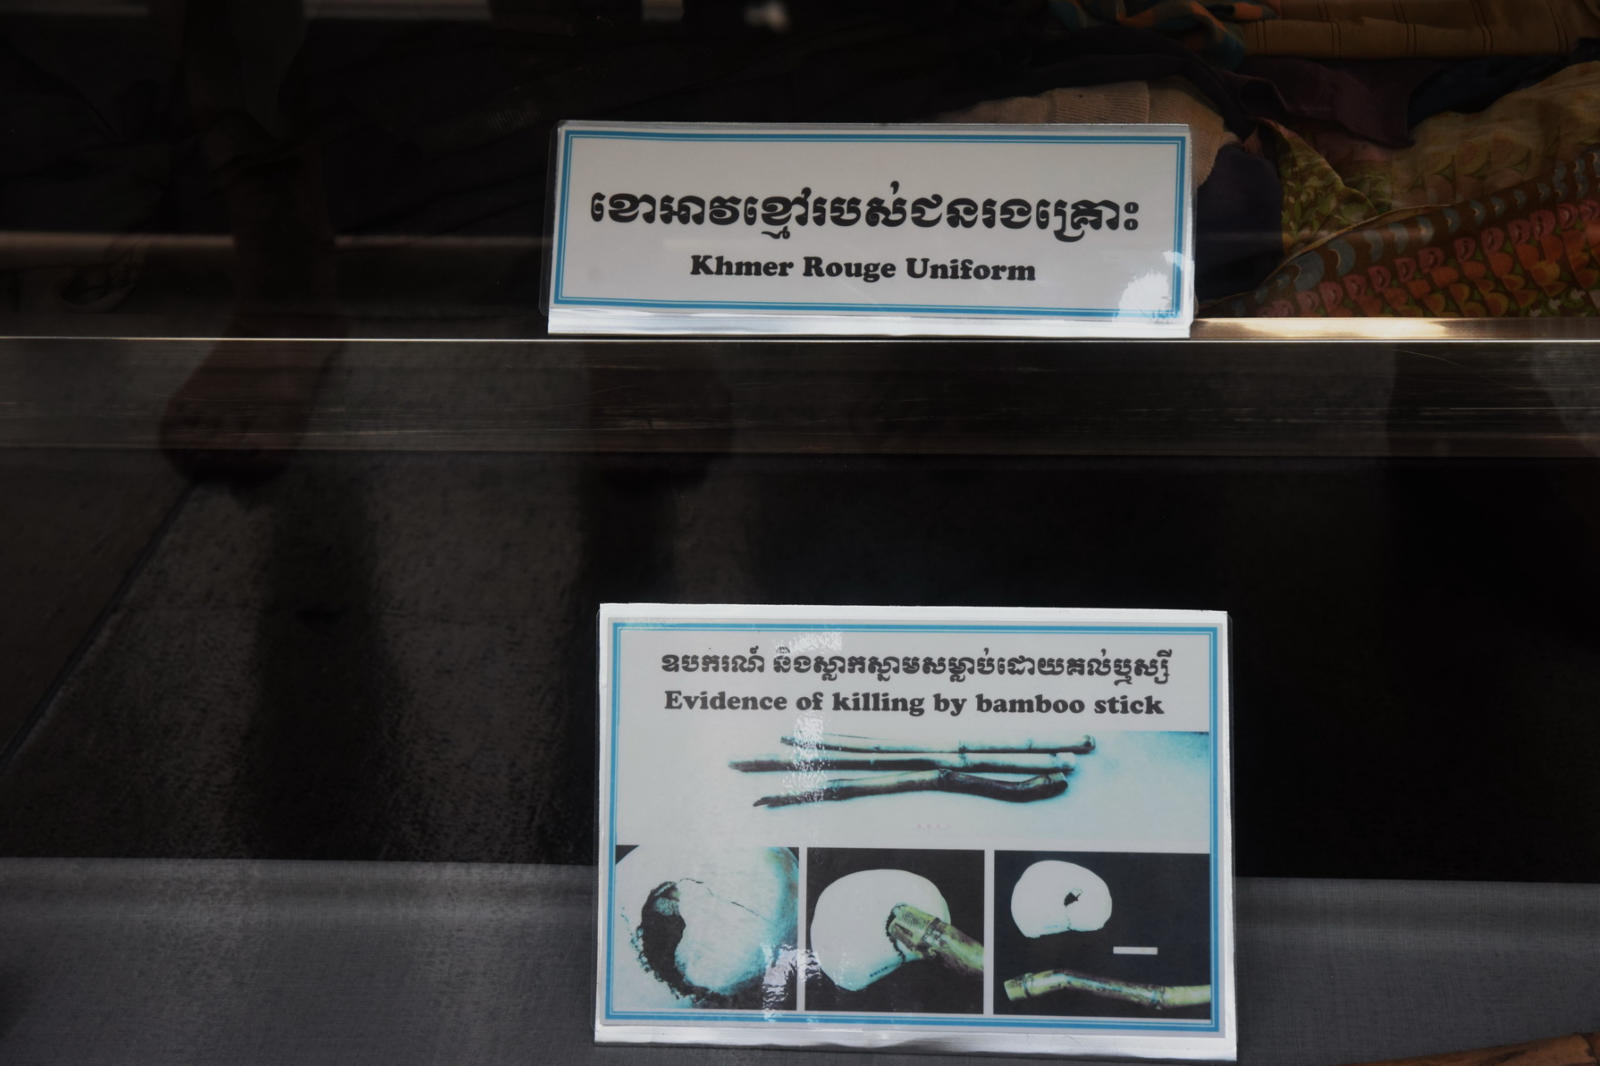 ខោអាវខ្មៅរបស់ជនរងគ្រោះ
Khmer Rouge Uniform
ឧបករណ៍ និងស្លាកស្នាមសម្លាប់ដោយគល់ឬស្សី
Evidence of killing by bamboo stick